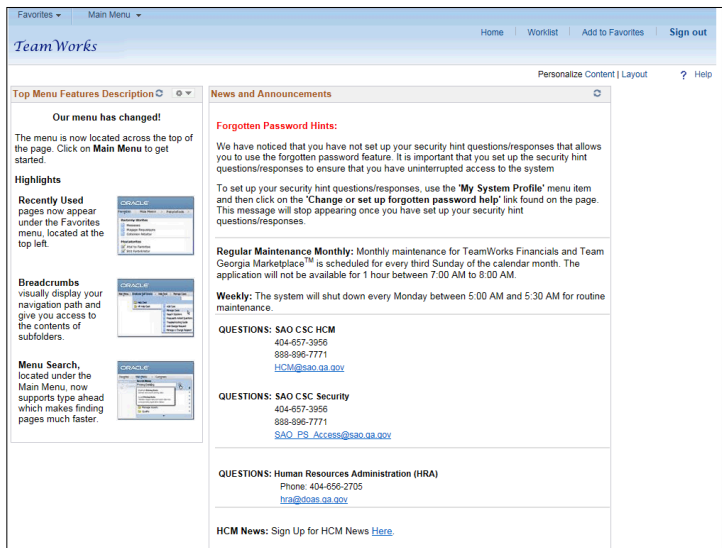 Favorites Main Menu
Home Worklist Add to Favorites Sign out
TeamWorks
Personalize Content | Layout ? Help
Top Menu Features Description
Our menu has changed!
The menu is now located across the top of
the page. Click on Main Menu to get
started.
Highlights
Recently Used
pages now appear
under the Favorites
menu, located at the
top left.
ORACLE
Breadcrumbs
visually display your
navigation path and
give you access to
the contents of
subfolders.
ORACLE
Menu Search,
located under the
Main Menu, now
supports type ahead
which makes finding
pages much faster.
ORACLE
News and Announcements
Forgotten Password Hints:
We have noticed that you have not set up your security hint questions/responses that allows
you to use the forgotten password feature. It is important that you set up the security hint
questions/responses to ensure that you have uninterrupted access to the system
To set up your security hint questions/responses, use the 'My System Profile' menu item
and then click on the 'Change or set up forgotten password help' link found on the page.
This message will stop appearing once you have set up your security hint
questions/responses.
Regular Maintenance Monthly: Monthly maintenance for TeamWorks Financials and Team
Georgia Marketplace™ is scheduled for every third Sunday of the calendar month. The
application will not be available for 1 hour between 7:00 AM to 8:00 AM.
Weekly: The system will shut down every Monday between 5:00 AM and 5:30 AM for routine
maintenance.
QUESTIONS: SAO CSC HCM
404-657-3956
888-896-7771
HCM@sao.ga.gov
QUESTIONS: SAO CSC Security
404-657-3956
888-896-7771
SAO_PS_Access@sao.ga.gov
QUESTIONS: Human Resources Administration (HRA)
Phone: 404-656-2705
hra@doas.ga.gov
HCM News: Sign Up for HCM News Here.